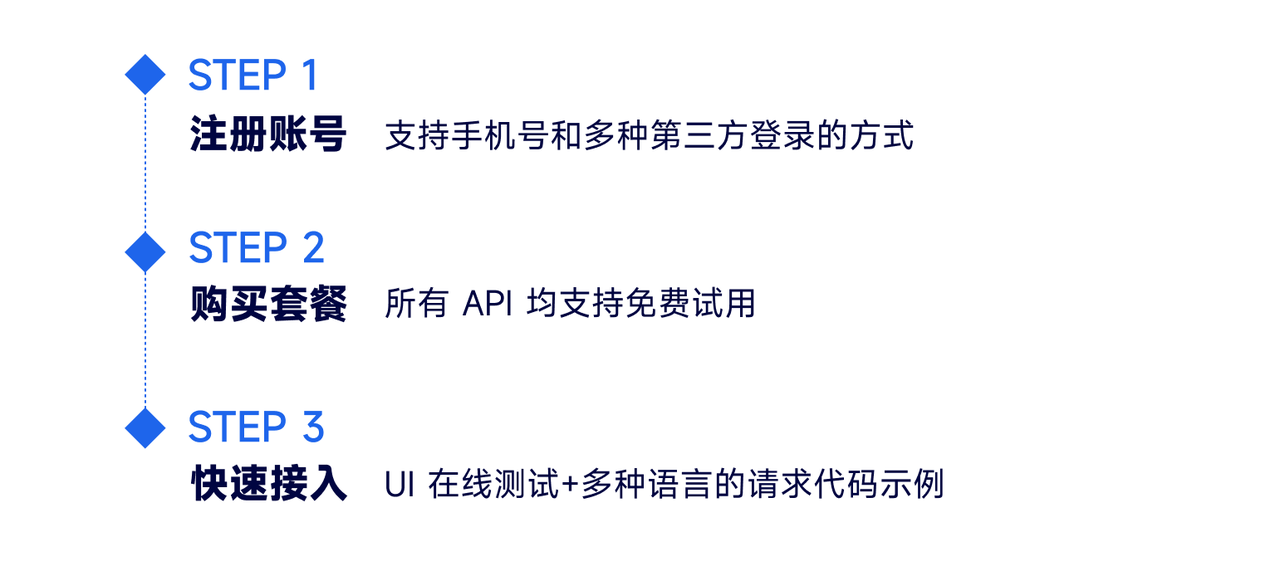 STEP 1
注册账号 支持手机号和多种第三方登录的方式
STEP 2
购买套餐 所有 API 均支持免费试用
STEP 3
快速接入 UI 在线测试+多种语言的请求代码示例